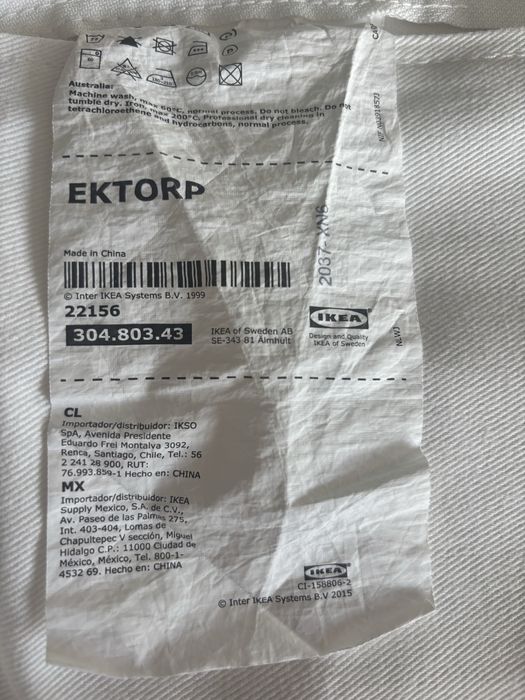 Australia:
Machine wash, max 60°C, normal process. Do not bleach. Do not
tumble dry. Iron, max 200°C. Professional dry cleaning in
tetrachloroethene and hydrocarbons, normal process.
EKTORP
Made in China
© Inter IKEA Systems B.V. 1999
22156
304.803.43
IKEA of Sweden AB
SE-343 81 Älmhult
2037-XN6
IKEA
Design and Quality
IKEA of Sweden
NLWJ
CL
Importador/distribuidor: IKSO
SpA, Avenida Presidente
Eduardo Frei Montalva 3092,
Renca, Santiago, Chile, Tel.: 56
2 241 28 900, RUT:
76.993.859-1 Hecho en: CHINA
MX
Importador/distribuidor: IKEA
Supply Mexico, S.A. de C.V.,
Av. Paseo de las Palmas 275,
Int. 403-404, Lomas de
Chapultepec V sección, Miguel
Hidalgo C.P.: 11000 Ciudad de
México, México, Tel. 800-1-
4532 69. Hecho en: CHINA
IKEA
CI-158806-2
© Inter IKEA Systems B.V 2015